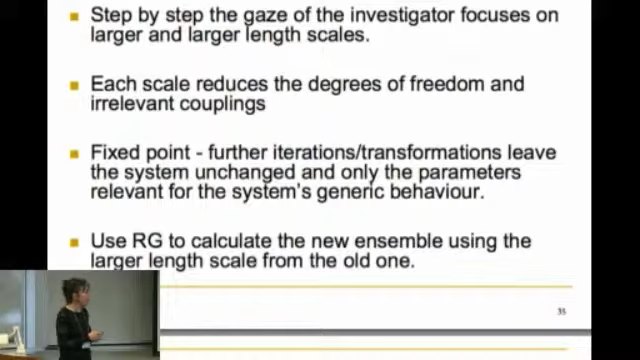 Step by step the gaze of the investigator focuses on
larger and larger length scales.
Each scale reduces the degrees of freedom and
irrelevant couplings
Fixed point - further iterations/transformations leave
the system unchanged and only the parameters
relevant for the system's generic behaviour.
Use RG to calculate the new ensemble using the
larger length scale from the old one.
35